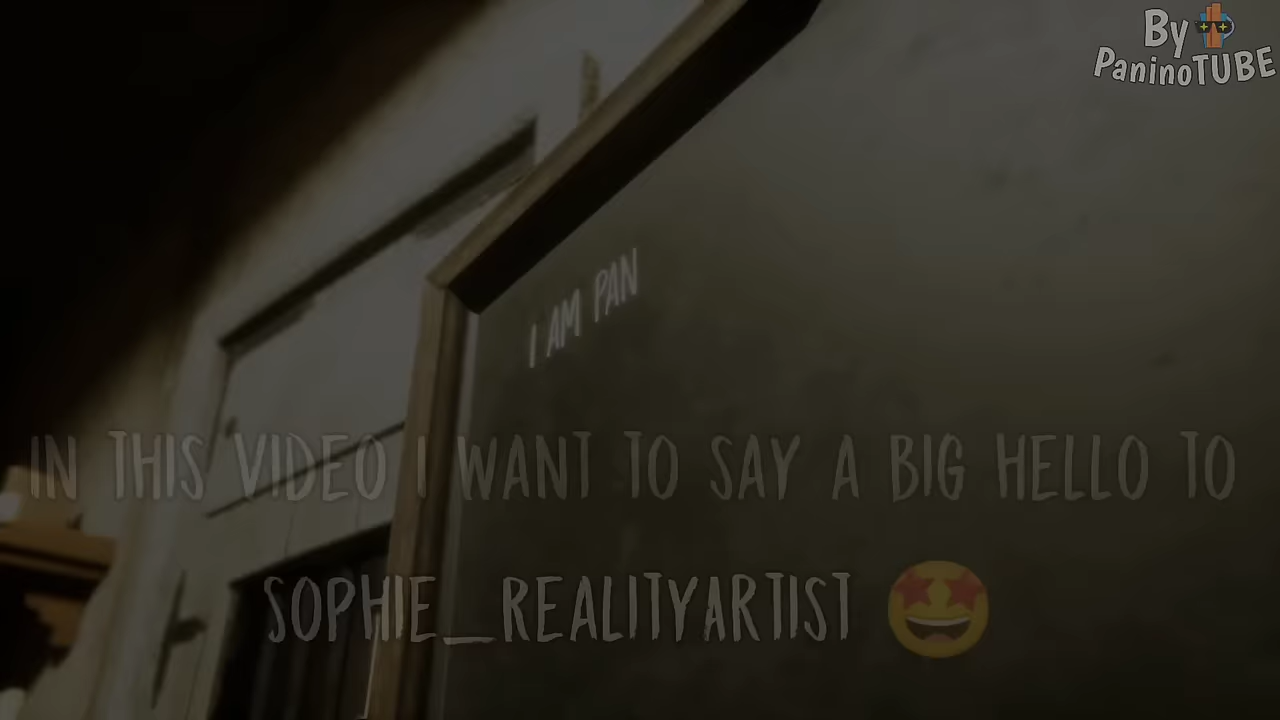 By
PaninoTUBE
I AM PAN
IN THIS VIDEO I WANT TO SAY A BIG HELLO TO
SOPHIE_REALITYARTIST